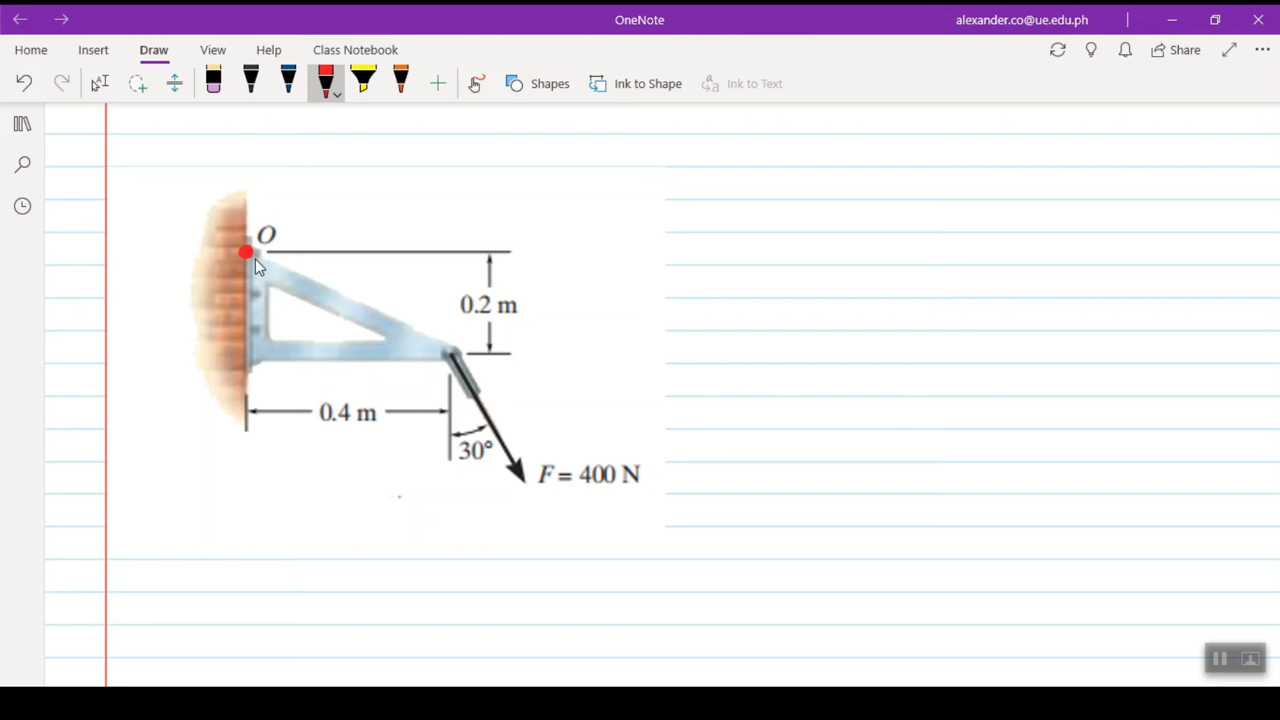 OneNote
alexander.co@ue.edu.ph
Home Insert Draw View Help Class Notebook
Share
Shapes Ink to Shape Ink to Text
O
0.2 m
0.4 m
30°
F = 400 N